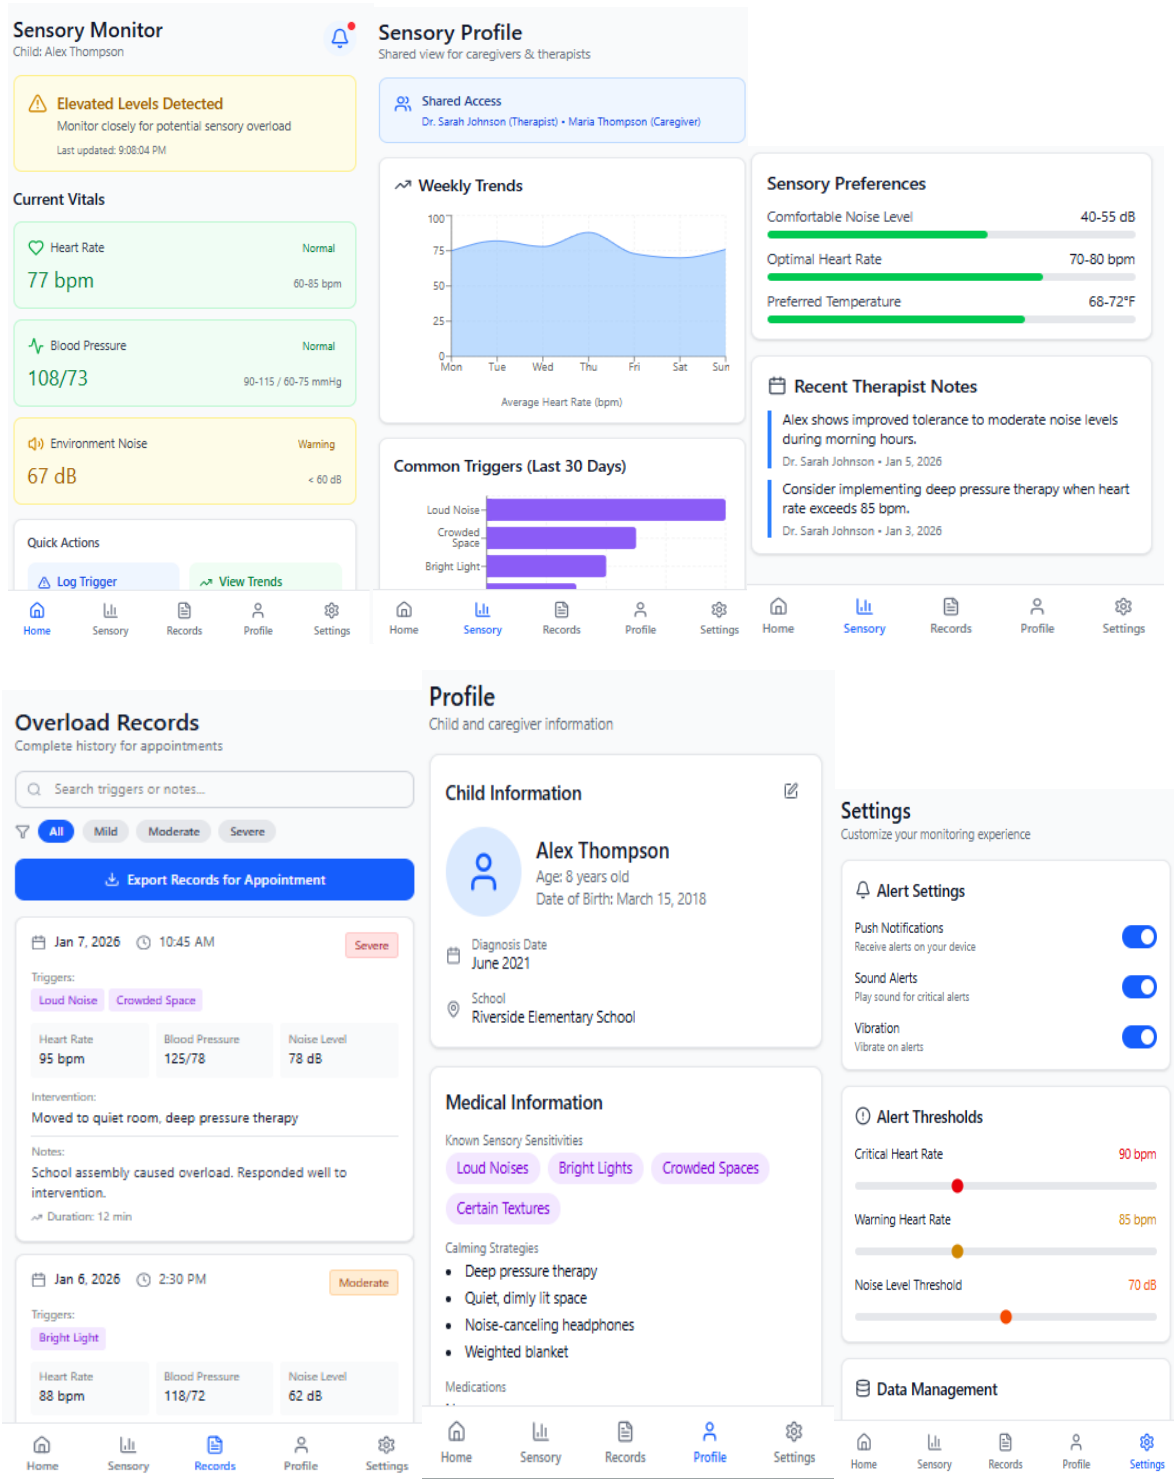 Sensory Monitor
Child: Alex Thompson
Elevated Levels Detected
Monitor closely for potential sensory overload
Last updated: 9:08:04 PM
Current Vitals
Heart Rate
Normal
77 bpm
60-85 bpm
Blood Pressure
Normal
108/73
90-115 / 60-75 mmHg
Environment Noise
Warning
67 dB
< 60 dB
Quick Actions
Log Trigger
View Trends
Home
Sensory
Records
Profile
Settings
Sensory Profile
Shared view for caregivers & therapists
Shared Access
Dr. Sarah Johnson (Therapist) • Maria Thompson (Caregiver)
Weekly Trends
100
75
50
25
0
Mon
Tue
Wed
Thu
Fri
Sat
Sun
Average Heart Rate (bpm)
Common Triggers (Last 30 Days)
Loud Noise
Crowded
Space
Bright Light
Home
Sensory
Records
Profile
Settings
Sensory Preferences
Comfortable Noise Level
40-55 dB
Optimal Heart Rate
70-80 bpm
Preferred Temperature
68-72°F
Recent Therapist Notes
Alex shows improved tolerance to moderate noise levels
during morning hours.
Dr. Sarah Johnson • Jan 5, 2026
Consider implementing deep pressure therapy when heart
rate exceeds 85 bpm.
Dr. Sarah Johnson • Jan 3, 2026
Home
Sensory
Records
Profile
Settings
Overload Records
Complete history for appointments
Search triggers or notes...
All
Mild
Moderate
Severe
Export Records for Appointment
Jan 7, 2026
10:45 AM
Severe
Triggers:
Loud Noise
Crowded Space
Heart Rate
95 bpm
Blood Pressure
125/78
Noise Level
78 dB
Intervention:
Moved to quiet room, deep pressure therapy
Notes:
School assembly caused overload. Responded well to
intervention.
Duration: 12 min
Jan 6, 2026
2:30 PM
Moderate
Triggers:
Bright Light
Heart Rate
88 bpm
Blood Pressure
118/72
Noise Level
62 dB
Home
Sensory
Records
Profile
Settings
Profile
Child and caregiver information
Child Information
Alex Thompson
Age: 8 years old
Date of Birth: March 15, 2018
Diagnosis Date
June 2021
School
Riverside Elementary School
Medical Information
Known Sensory Sensitivities
Loud Noises
Bright Lights
Crowded Spaces
Certain Textures
Calming Strategies
• Deep pressure therapy
• Quiet, dimly lit space
• Noise-canceling headphones
• Weighted blanket
Medications
Home
Sensory
Records
Profile
Settings
Settings
Customize your monitoring experience
Alert Settings
Push Notifications
Receive alerts on your device
Sound Alerts
Play sound for critical alerts
Vibration
Vibrate on alerts
Alert Thresholds
Critical Heart Rate
90 bpm
Warning Heart Rate
85 bpm
Noise Level Threshold
70 dB
Data Management
Home
Sensory
Records
Profile
Settings